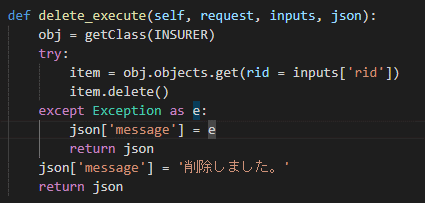 def delete_execute(self, request, inputs, json):
    obj = getClass(INSURER)
    try:
        item = obj.objects.get(rid = inputs['rid'])
        item.delete()
    except Exception as e:
        json['message'] = e
        return json
    json['message'] = '削除しました。'
    return json